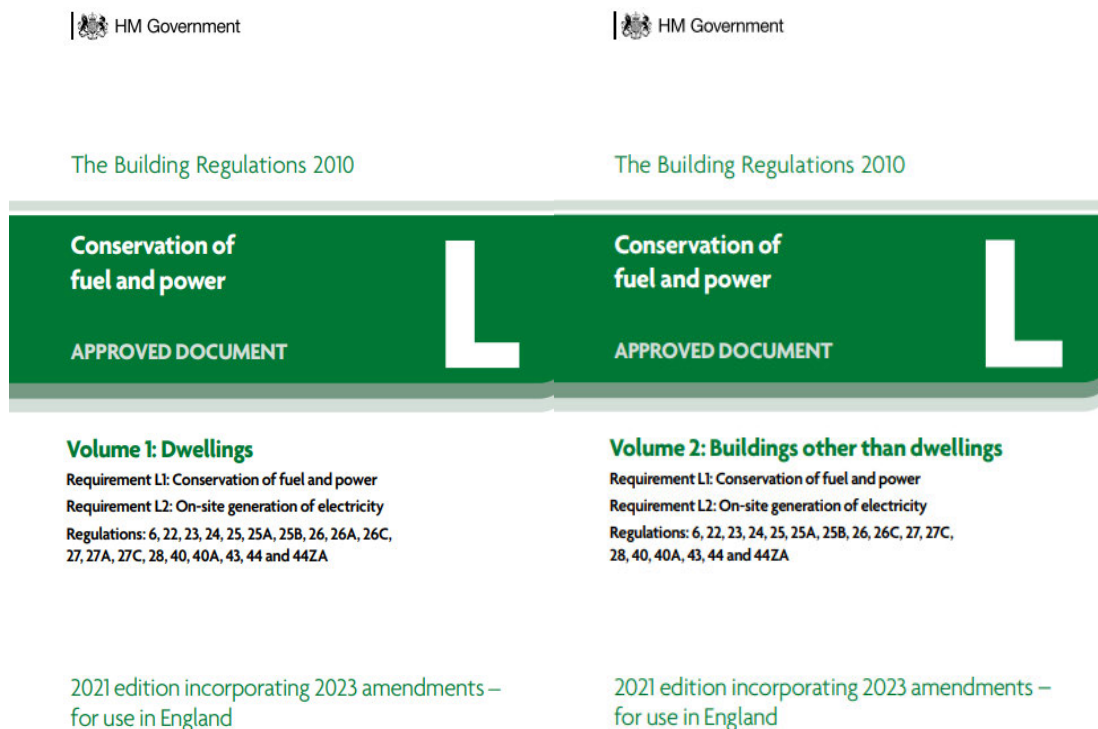 HM Government
The Building Regulations 2010
Conservation of
fuel and power
L
APPROVED DOCUMENT
Volume 1: Dwellings
Requirement L1: Conservation of fuel and power
Requirement L2: On-site generation of electricity
Regulations: 6, 22, 23, 24, 25, 25A, 25B, 26, 26A, 26C,
27, 27A, 27C, 28, 40, 40A, 43, 44 and 44ZA
2021 edition incorporating 2023 amendments –
for use in England
HM Government
The Building Regulations 2010
Conservation of
fuel and power
L
APPROVED DOCUMENT
Volume 2: Buildings other than dwellings
Requirement L1: Conservation of fuel and power
Requirement L2: On-site generation of electricity
Regulations: 6, 22, 23, 24, 25, 25A, 25B, 26, 26C, 27, 27C,
28, 40, 40A, 43, 44 and 44ZA
2021 edition incorporating 2023 amendments –
for use in England